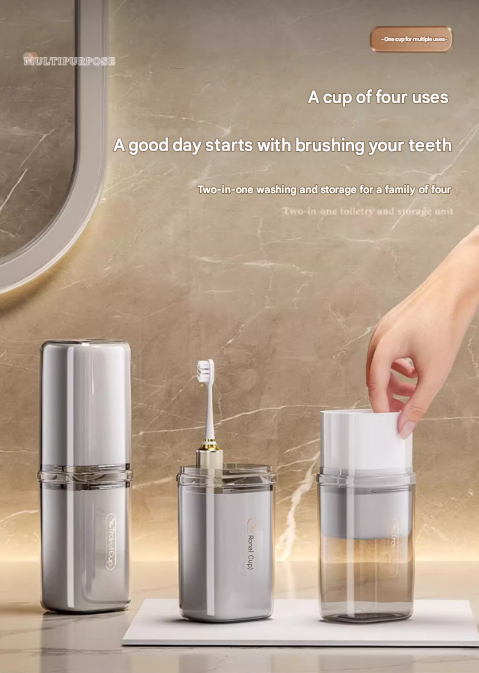 ~One cup for multiple uses~
MULTIPURPOSE
A cup of four uses
A good day starts with brushing your teeth
Two-in-one washing and storage for a family of four
Two-in-one toiletry and storage unit
Ronel Cup)